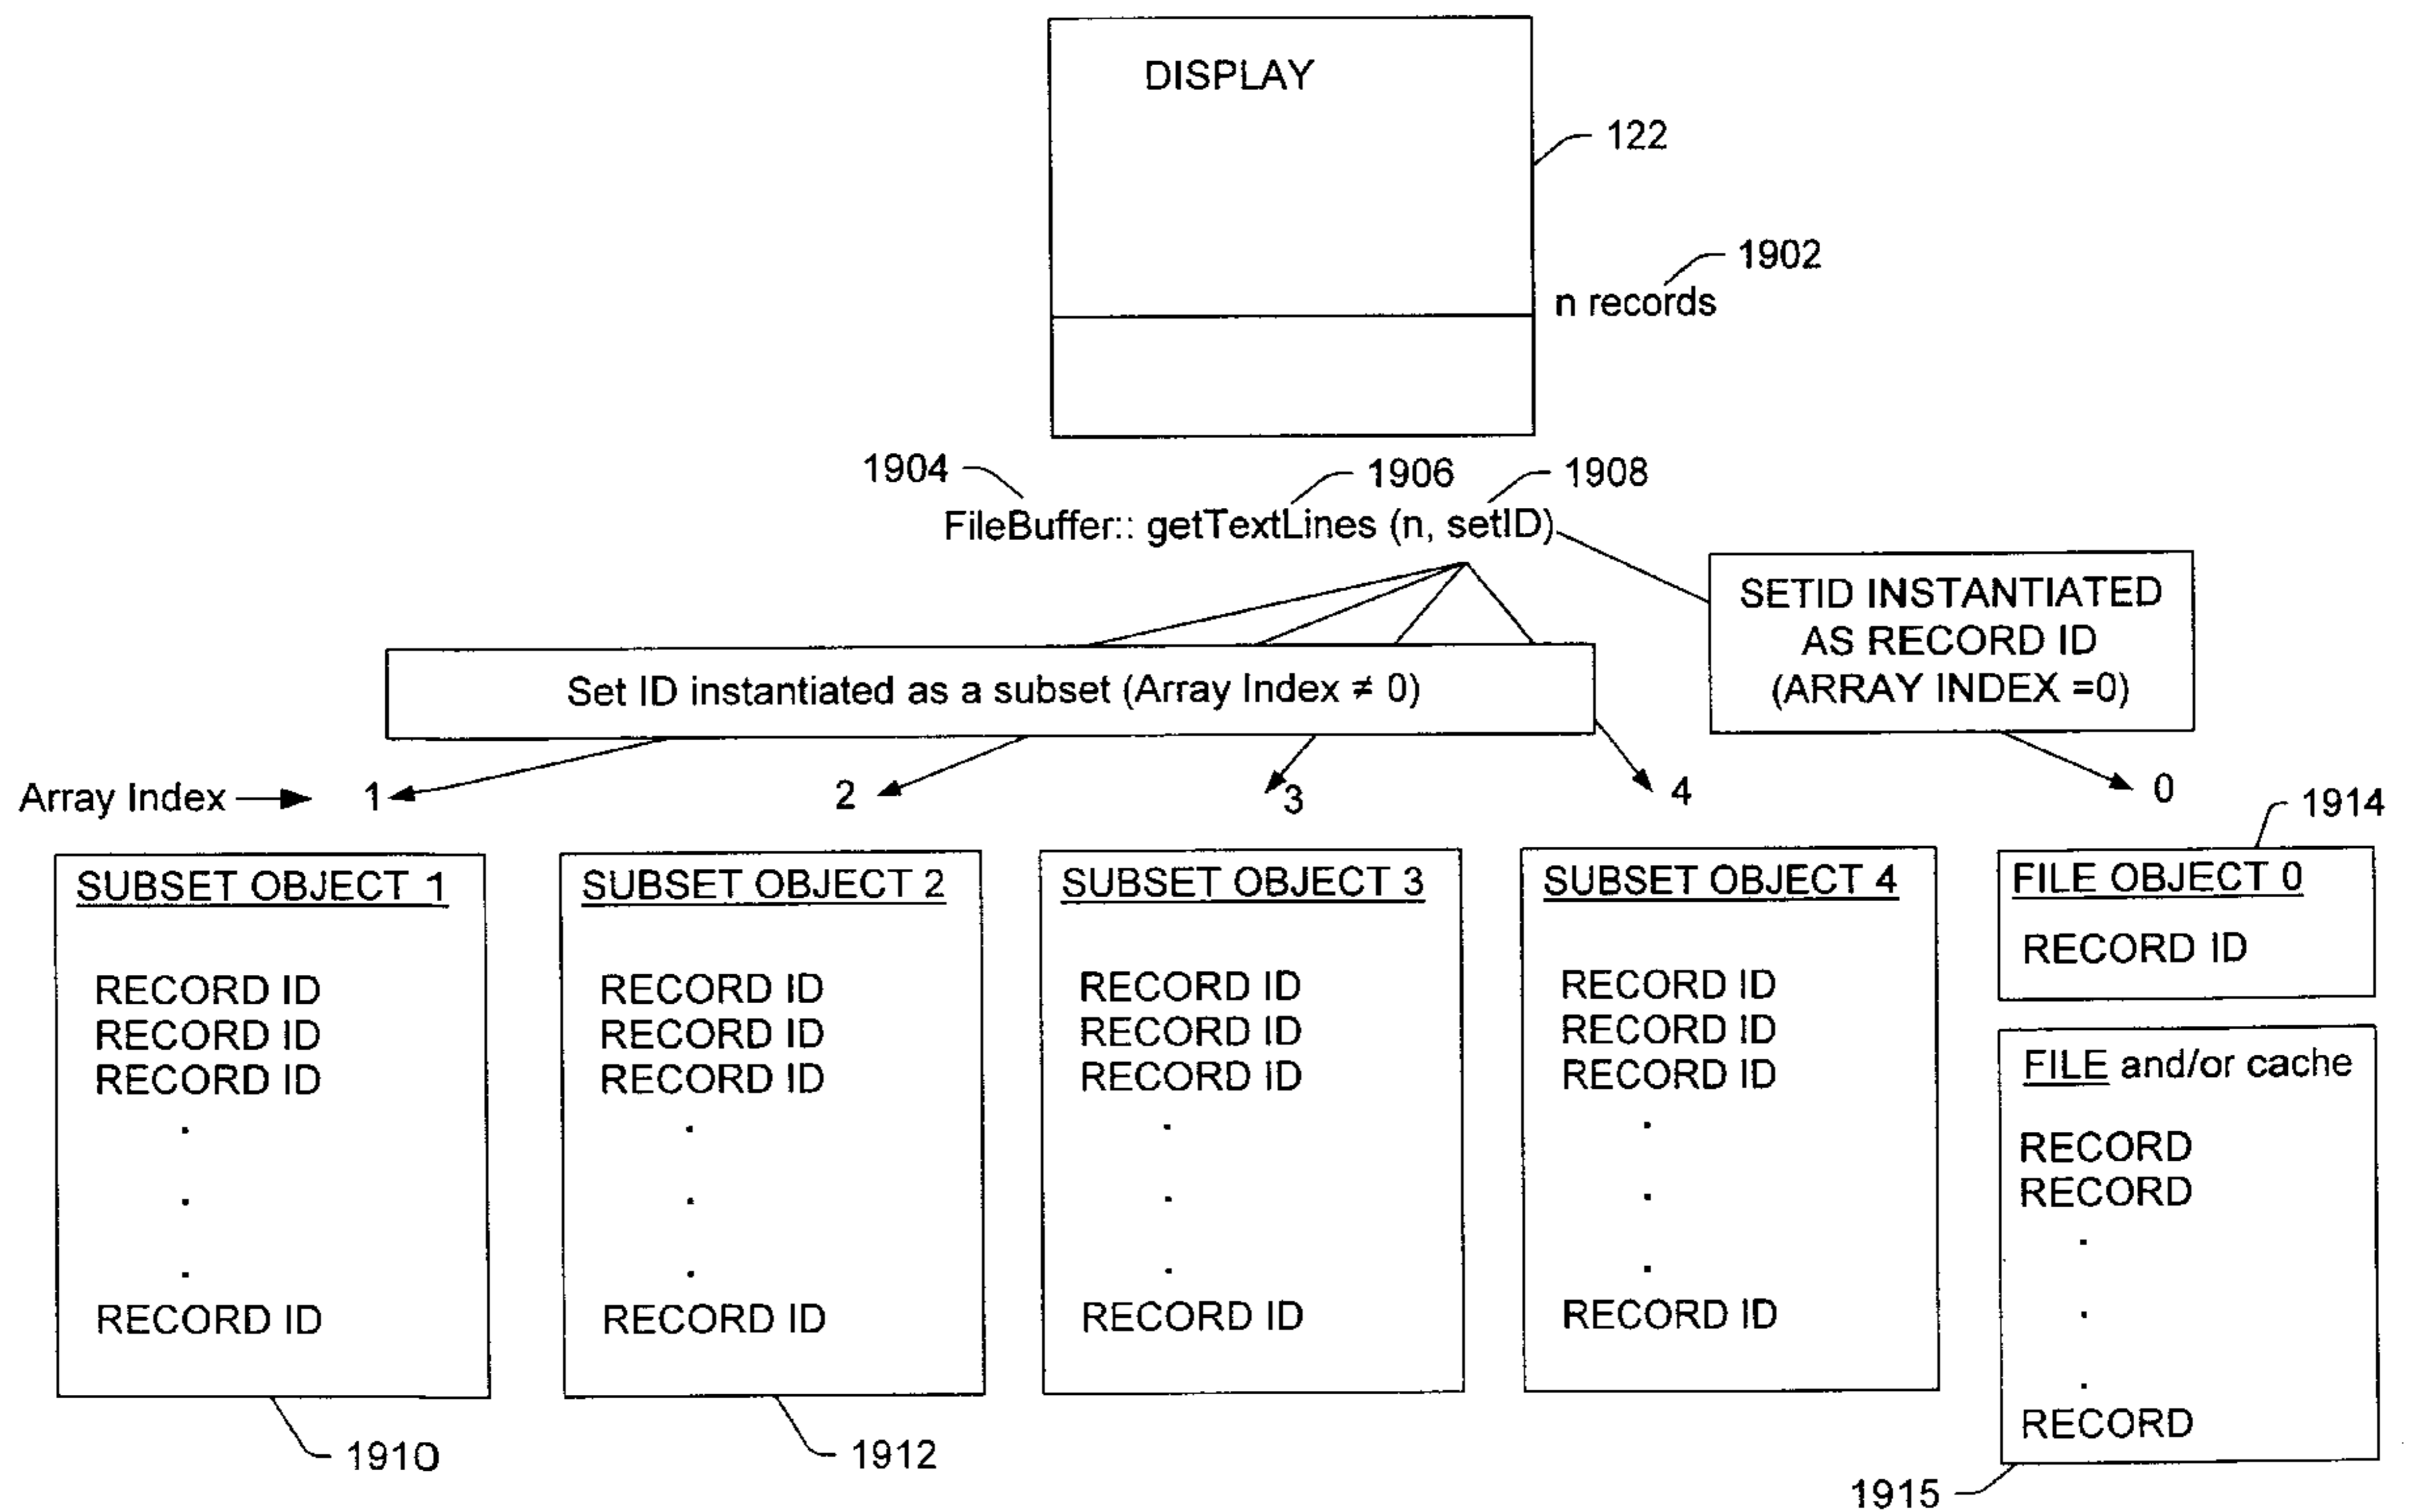 DISPLAY
122
1902
n records
1904
1906
1908
FileBuffer:: getTextLines (n, setID)
SETID INSTANTIATED
AS RECORD ID
(ARRAY INDEX =0)
Set ID instantiated as a subset (Array Index ≠ 0)
Array Index
1
2
3
4
0
1914
SUBSET OBJECT 1
RECORD ID
RECORD ID
RECORD ID
.
.
.
RECORD ID
1910
SUBSET OBJECT 2
RECORD ID
RECORD ID
RECORD ID
.
.
.
RECORD ID
1912
SUBSET OBJECT 3
RECORD ID
RECORD ID
RECORD ID
.
.
.
RECORD ID
SUBSET OBJECT 4
RECORD ID
RECORD ID
RECORD ID
.
.
.
RECORD ID
FILE OBJECT 0
RECORD ID
FILE and/or cache
RECORD
RECORD
.
.
.
RECORD
1915